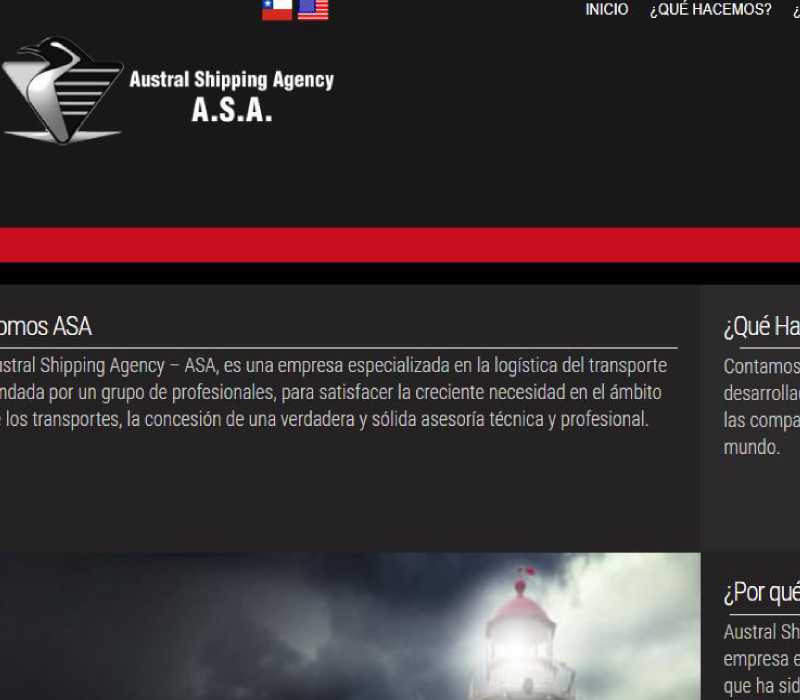 INICIO ¿QUÉ HACEMOS? ¿
Austral Shipping Agency
A.S.A.
omos ASA
ustral Shipping Agency – ASA, es una empresa especializada en la logística del transporte
ndada por un grupo de profesionales, para satisfacer la creciente necesidad en el ámbito
e los transportes, la concesión de una verdadera y sólida asesoría técnica y profesional.
¿Qué Ha
Contamos
desarrolla
las compa
mundo.
¿Por qué
Austral Sh
empresa e
que ha sid